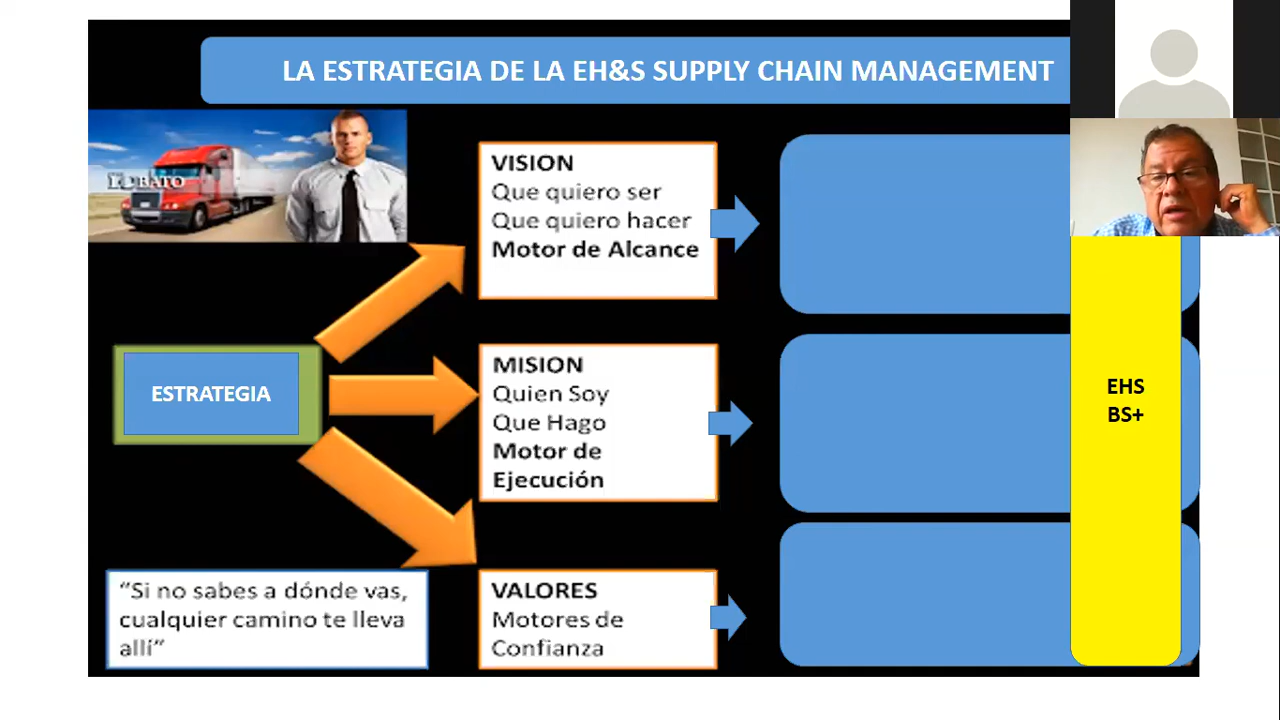 LA ESTRATEGIA DE LA EH&S SUPPLY CHAIN MANAGEMENT
VISION
Que quiero ser
Que quiero hacer
Motor de Alcance
ESTRATEGIA
MISION
Quien Soy
Que Hago
Motor de
Ejecución
EHS
BS+
“Si no sabes a dónde vas,
cualquier camino te lleva
allí”
VALORES
Motores de
Confianza